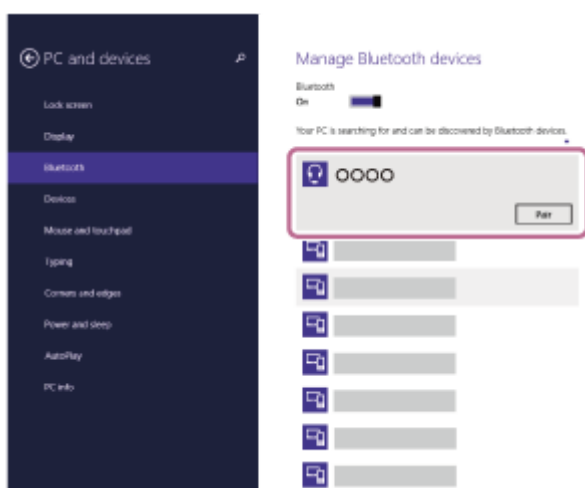 PC and devices
Lock screen
Display
Bluetooth
Devices
Mouse and touchpad
Typing
Corners and edges
Power and sleep
AutoPlay
PC info
Manage Bluetooth devices
Bluetooth
On
Your PC is searching for and can be discovered by Bluetooth devices.
OOOO
Pair